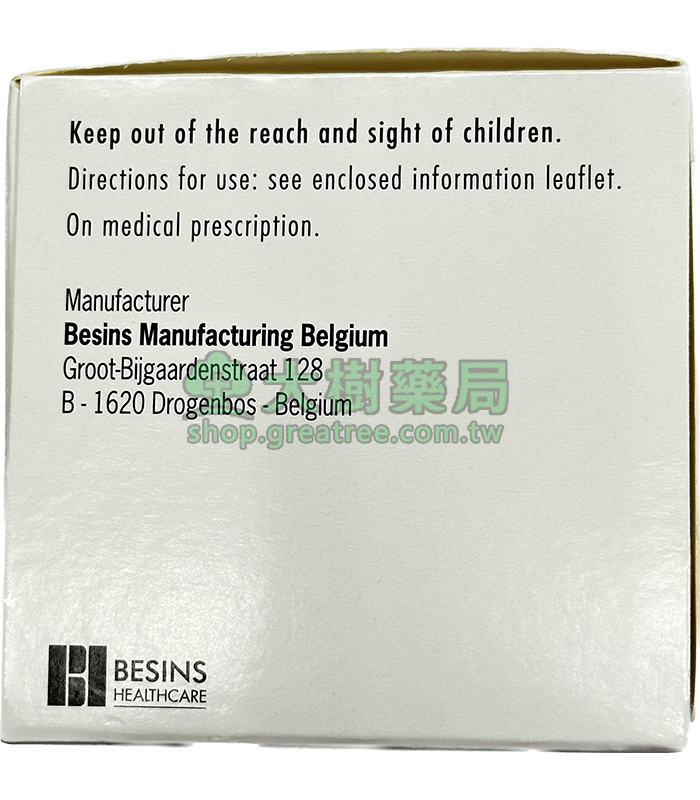 Keep out of the reach and sight of children.
Directions for use: see enclosed information leaflet.
On medical prescription.
Manufacturer
Besins Manufacturing Belgium
Groot-Bijgaardenstraat 128
B - 1620 Drogenbos - Belgium
大樹藥局
shop.greatree.com.tw
BESINS
HEALTHCARE